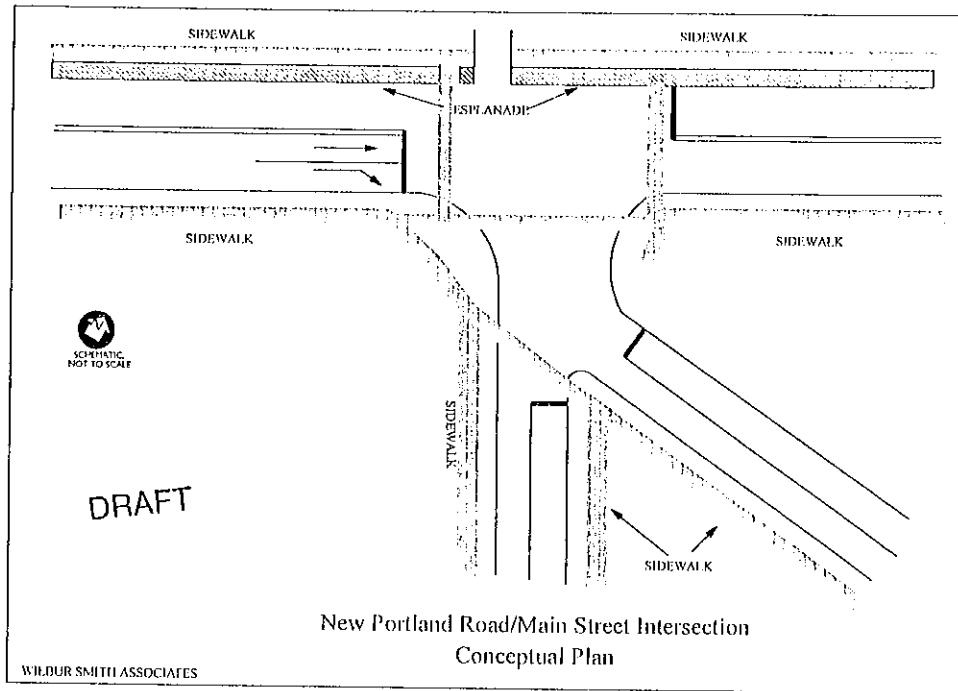 SIDEWALK
SIDEWALK
ESPLANADE
SIDEWALK
SIDEWALK
SCHEMATIC,
NOT TO SCALE
SIDEWALK
DRAFT
SIDEWALK
New Portland Road/Main Street Intersection
Conceptual Plan
WILBUR SMITH ASSOCIATES